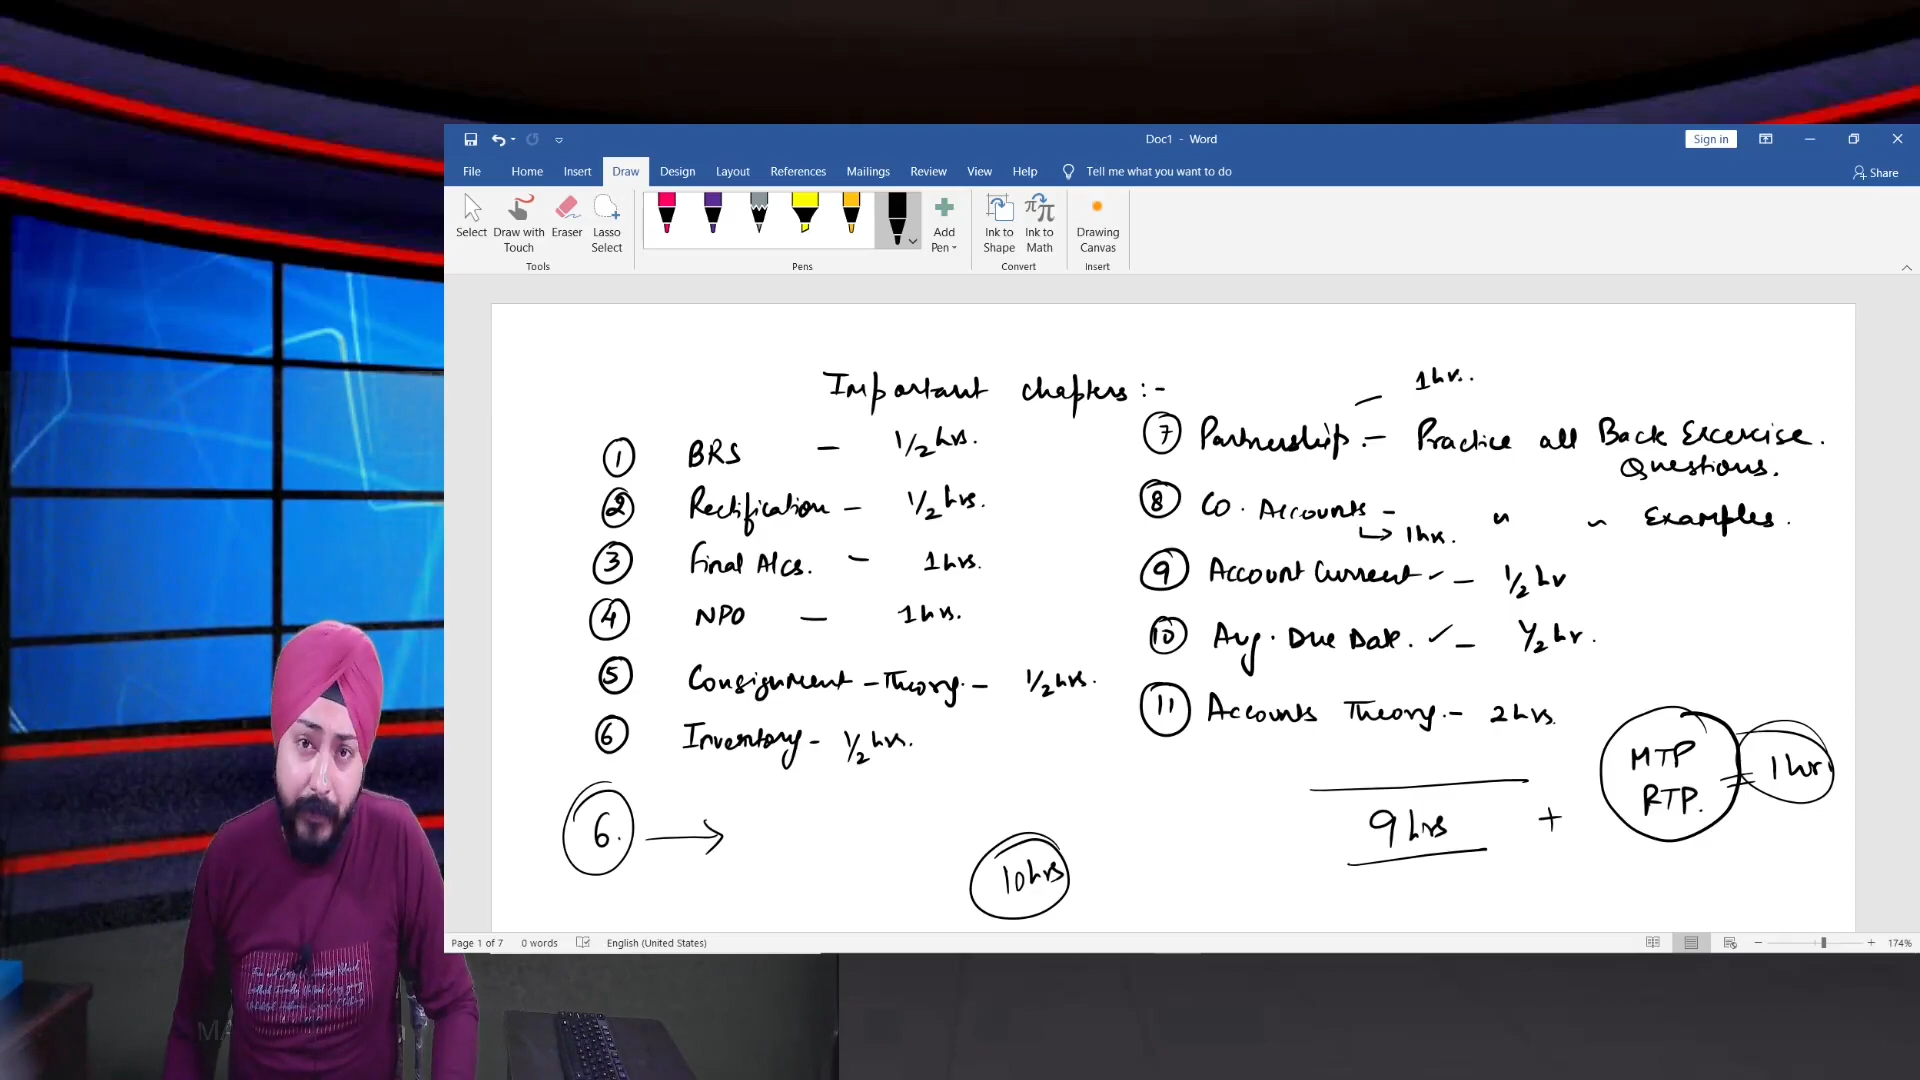 Doc1 - Word
Sign in
File Home Insert Draw Design Layout References Mailings Review View Help Tell me what you want to do
Share
Select Draw with Touch Eraser Lasso Select Add Pen Ink to Shape Ink to Math Drawing Canvas
Tools Pens Convert Insert
Important chapters :-
1 BRS - 1/2 hrs.
2 Rectification - 1/2 hrs.
3 Final A/cs. - 1 hrs.
4 NPO - 1 hrs.
5 Consignment - Theory. - 1/2 hrs.
6 Inventory - 1/2 hrs.
6. →
10 hrs
— 1 hr..
7 Partnership. - Practice all Back Excercise.
Questions.
8 Co. Accounts - " " Examples.
↳ 1 hr.
9 Account Current ✓ - 1/2 hr
10 Avg. Due Date. ✓ - 1/2 hr.
11 Accounts Theory. - 2 hrs.
9 hrs +
MTP
RTP. = 1 hr
Page 1 of 7 0 words English (United States) 174%